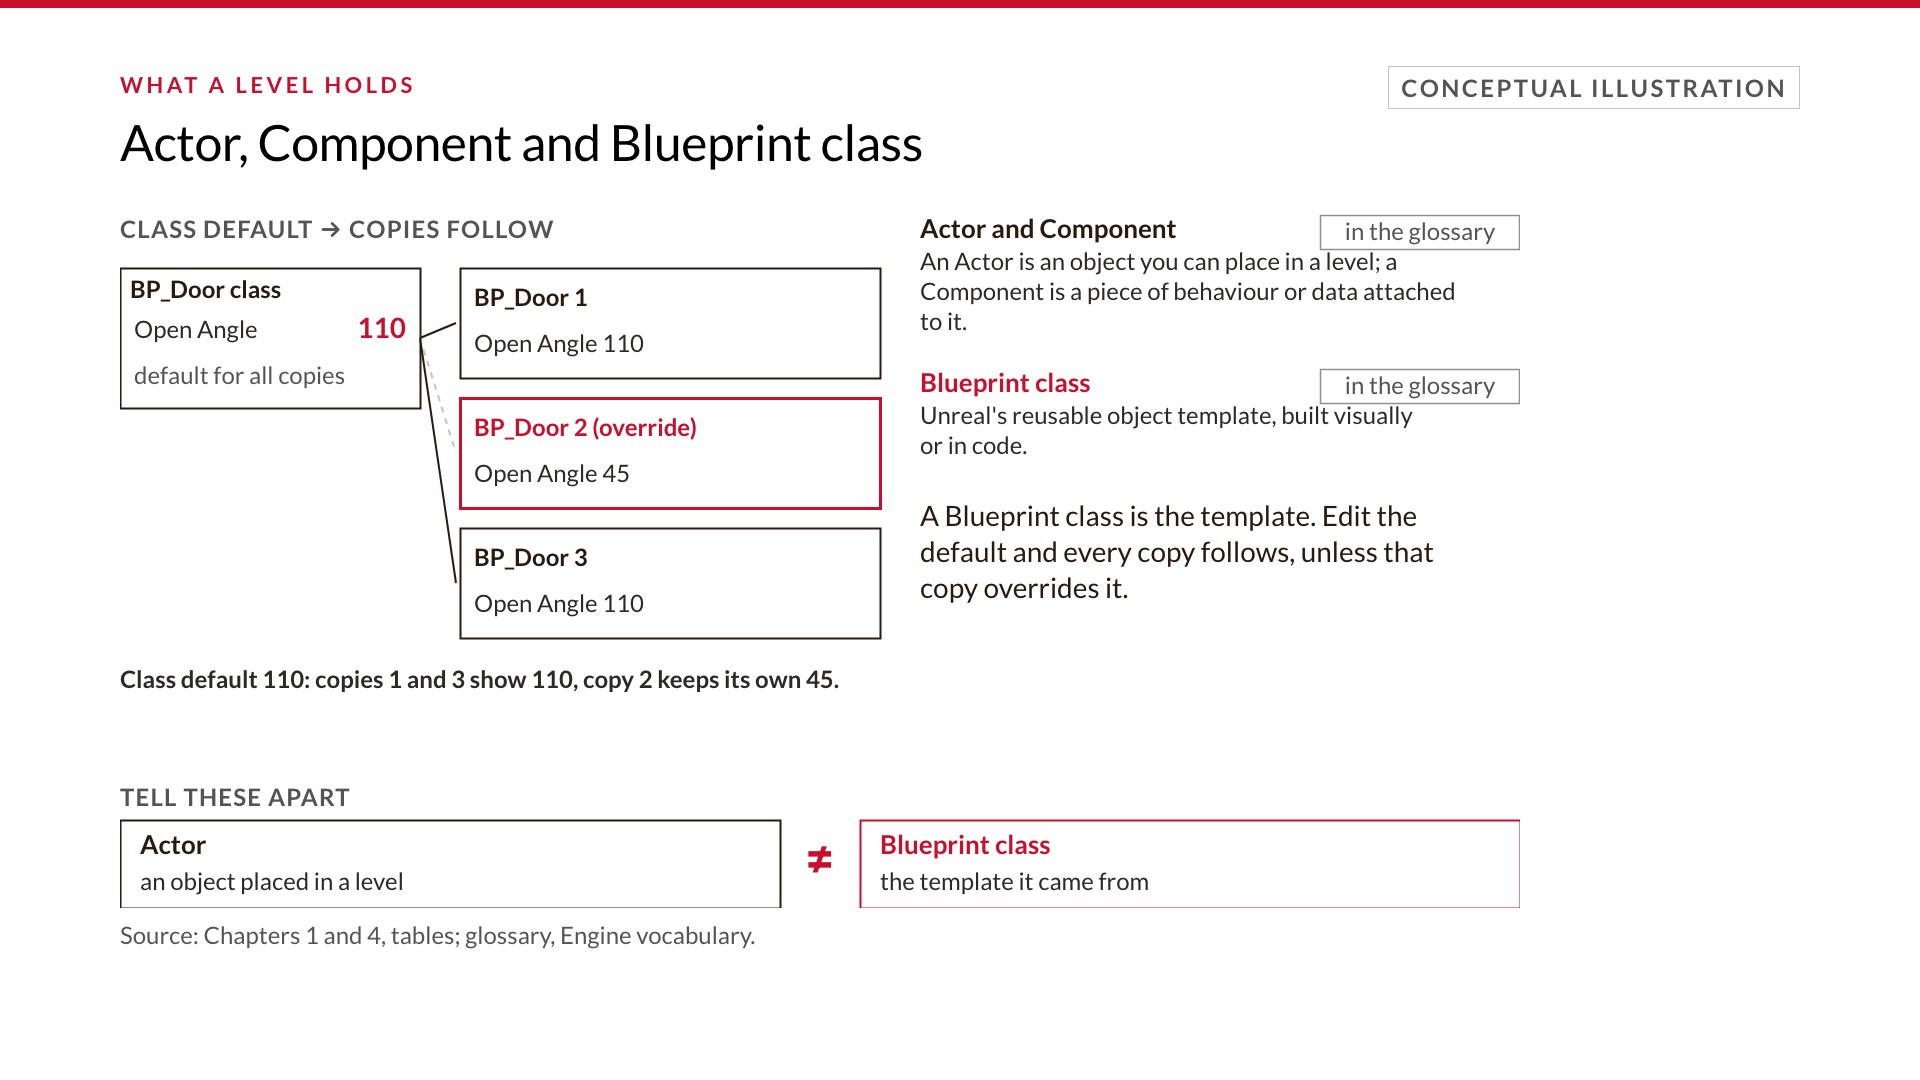 WHAT A LEVEL HOLDS
CONCEPTUAL ILLUSTRATION
Actor, Component and Blueprint class
CLASS DEFAULT → COPIES FOLLOW
BP_Door class
Open Angle 110
default for all copies
BP_Door 1
Open Angle 110
BP_Door 2 (override)
Open Angle 45
BP_Door 3
Open Angle 110
Class default 110: copies 1 and 3 show 110, copy 2 keeps its own 45.
Actor and Component
in the glossary
An Actor is an object you can place in a level; a
Component is a piece of behaviour or data attached
to it.
Blueprint class
in the glossary
Unreal's reusable object template, built visually
or in code.
A Blueprint class is the template. Edit the
default and every copy follows, unless that
copy overrides it.
TELL THESE APART
Actor
an object placed in a level
≠
Blueprint class
the template it came from
Source: Chapters 1 and 4, tables; glossary, Engine vocabulary.